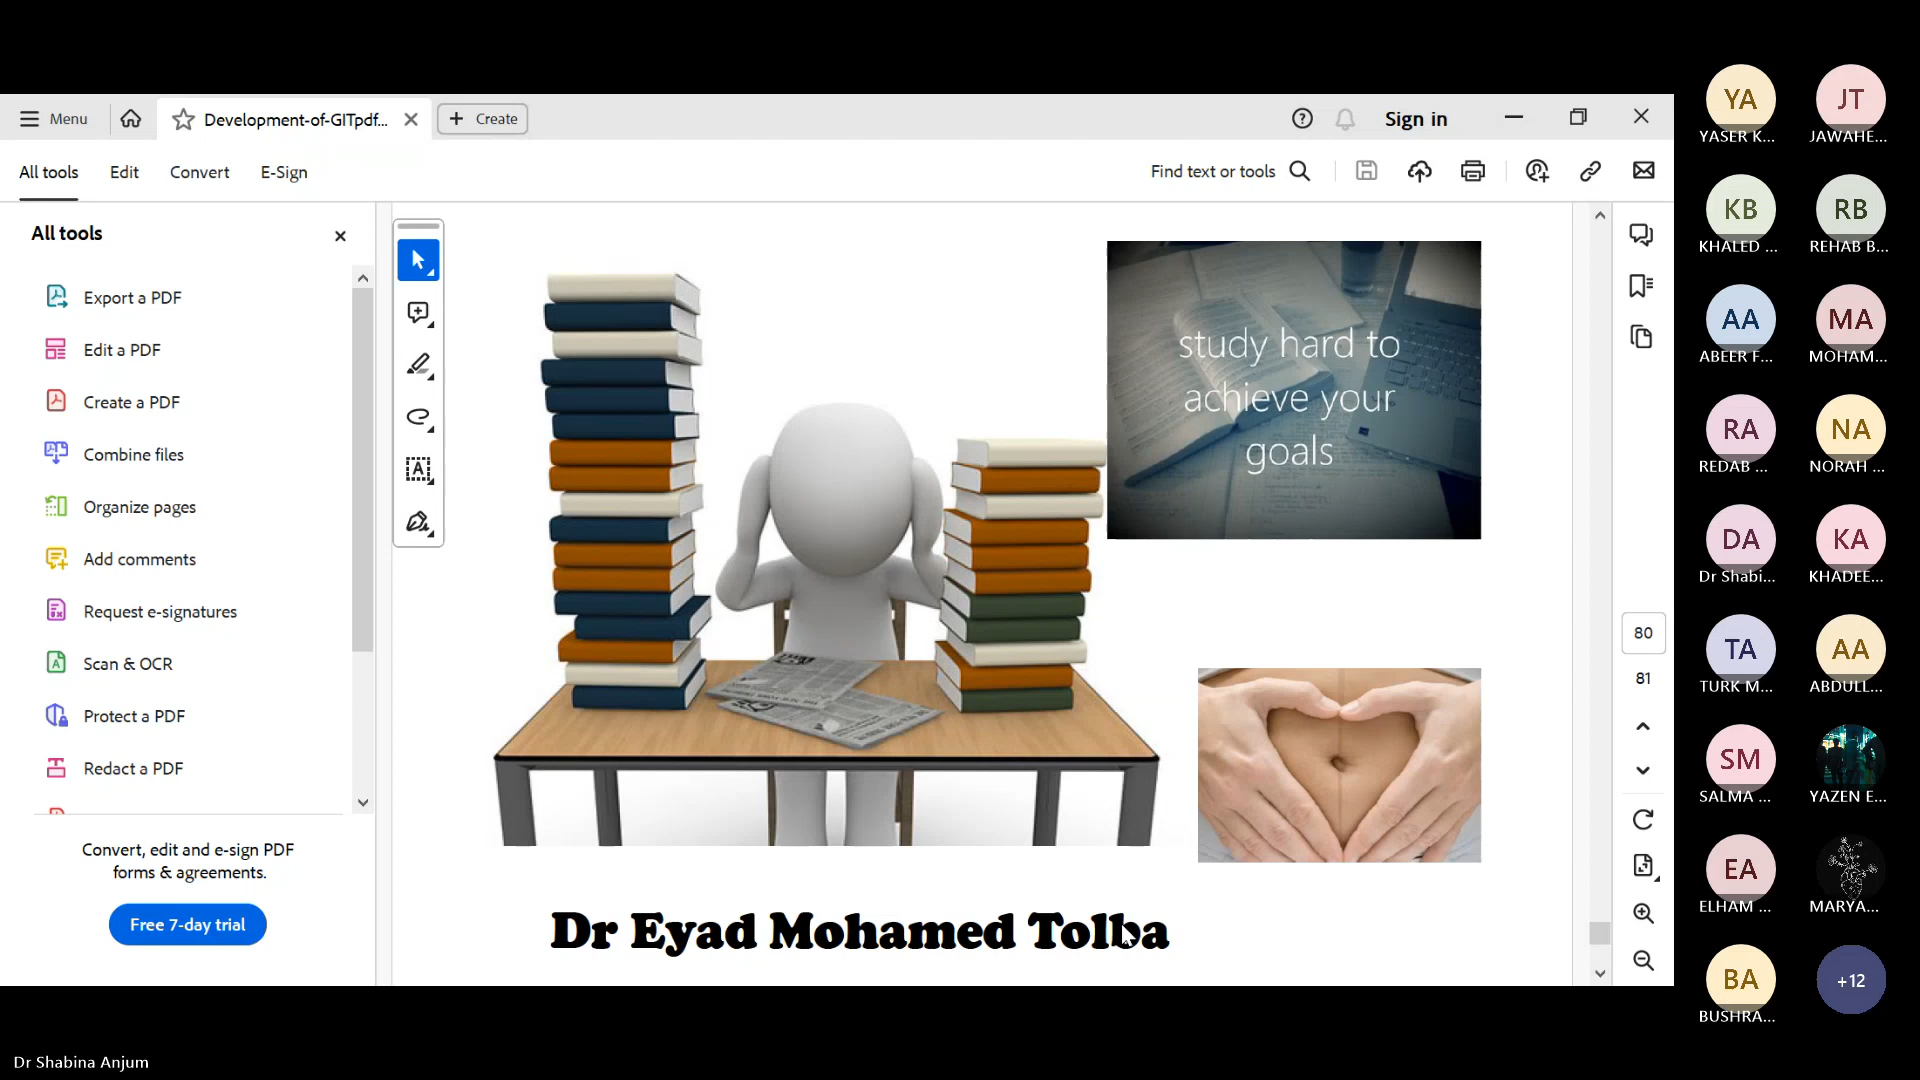 Menu
Development-of-GITpdf...
Create
Sign in
All tools
Edit
Convert
E-Sign
Find text or tools
All tools
Export a PDF
Edit a PDF
Create a PDF
Combine files
Organize pages
Add comments
Request e-signatures
Scan & OCR
Protect a PDF
Redact a PDF
Convert, edit and e-sign PDF
forms & agreements.
Free 7-day trial
study hard to
achieve your
goals
Dr Eyad Mohamed Tolba
80
81
YA
YASER K...
JT
JAWAHE...
KB
KHALED ...
RB
REHAB B...
AA
ABEER F...
MA
MOHAM...
RA
REDAB ...
NA
NORAH ...
DA
Dr Shabi...
KA
KHADEE...
TA
TURK M...
AA
ABDULL...
SM
SALMA ...
YAZEN E...
EA
ELHAM ...
MARYA...
BA
BUSHRA...
+12
Dr Shabina Anjum